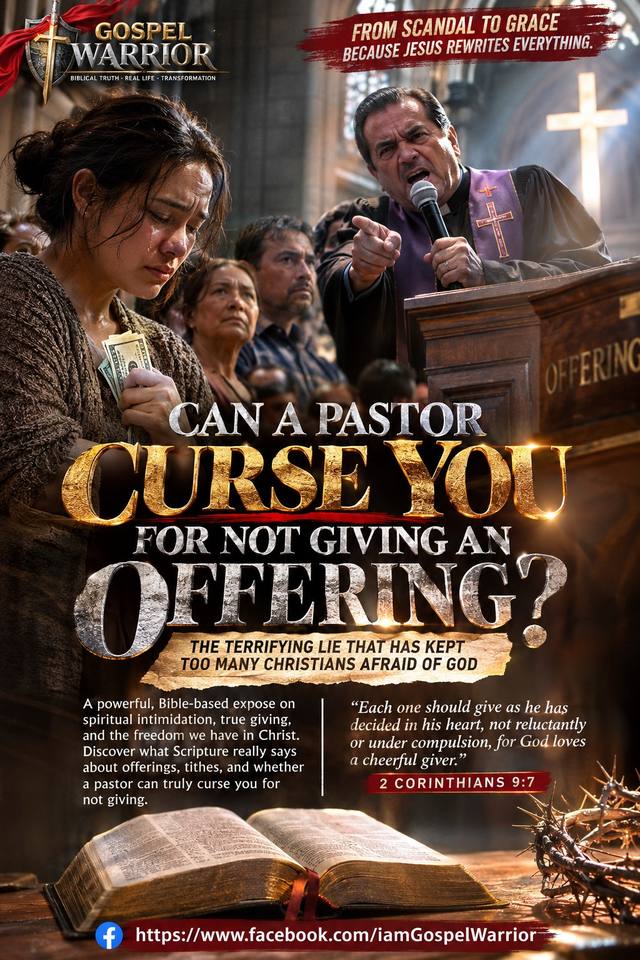 GOSPEL
WARRIOR
BIBLICAL TRUTH • REAL LIFE • TRANSFORMATION
FROM SCANDAL TO GRACE
BECAUSE JESUS REWRITES EVERYTHING.
OFFERING
CAN A PASTOR
CURSE YOU
FOR NOT GIVING AN
OFFERING?
THE TERRIFYING LIE THAT HAS KEPT
TOO MANY CHRISTIANS AFRAID OF GOD
A powerful, Bible-based expose on
spiritual intimidation, true giving,
and the freedom we have in Christ.
Discover what Scripture really says
about offerings, tithes, and whether
a pastor can truly curse you for
not giving.
“Each one should give as he has
decided in his heart, not reluctantly
or under compulsion, for God loves
a cheerful giver.”
2 CORINTHIANS 9:7
https://www.facebook.com/iamGospelWarrior